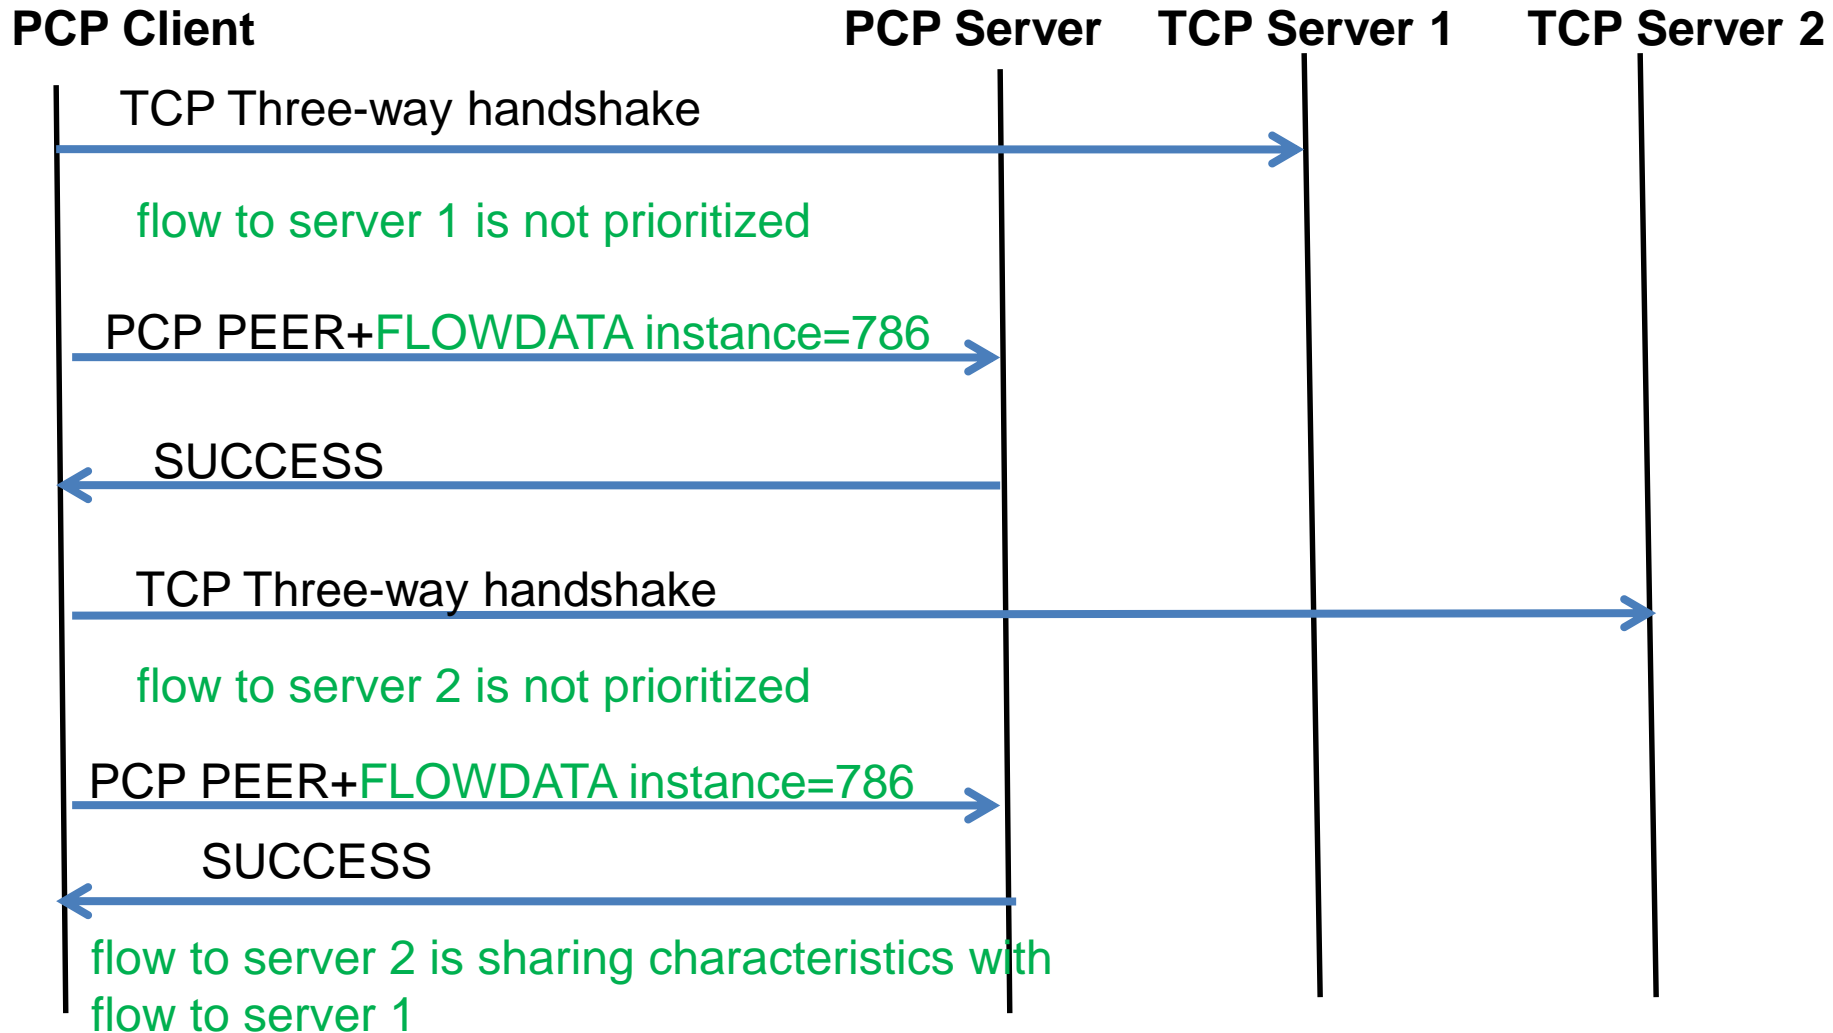 PCP Client PCP Server TCP Server 1 TCP Server 2
TCP Three-way handshake
flow to server 1 is not prioritized
PCP PEER+FLOWDATA instance=786
SUCCESS
TCP Three-way handshake
flow to server 2 is not prioritized
PCP PEER+FLOWDATA instance=786
SUCCESS
flow to server 2 is sharing characteristics with
flow to server 1